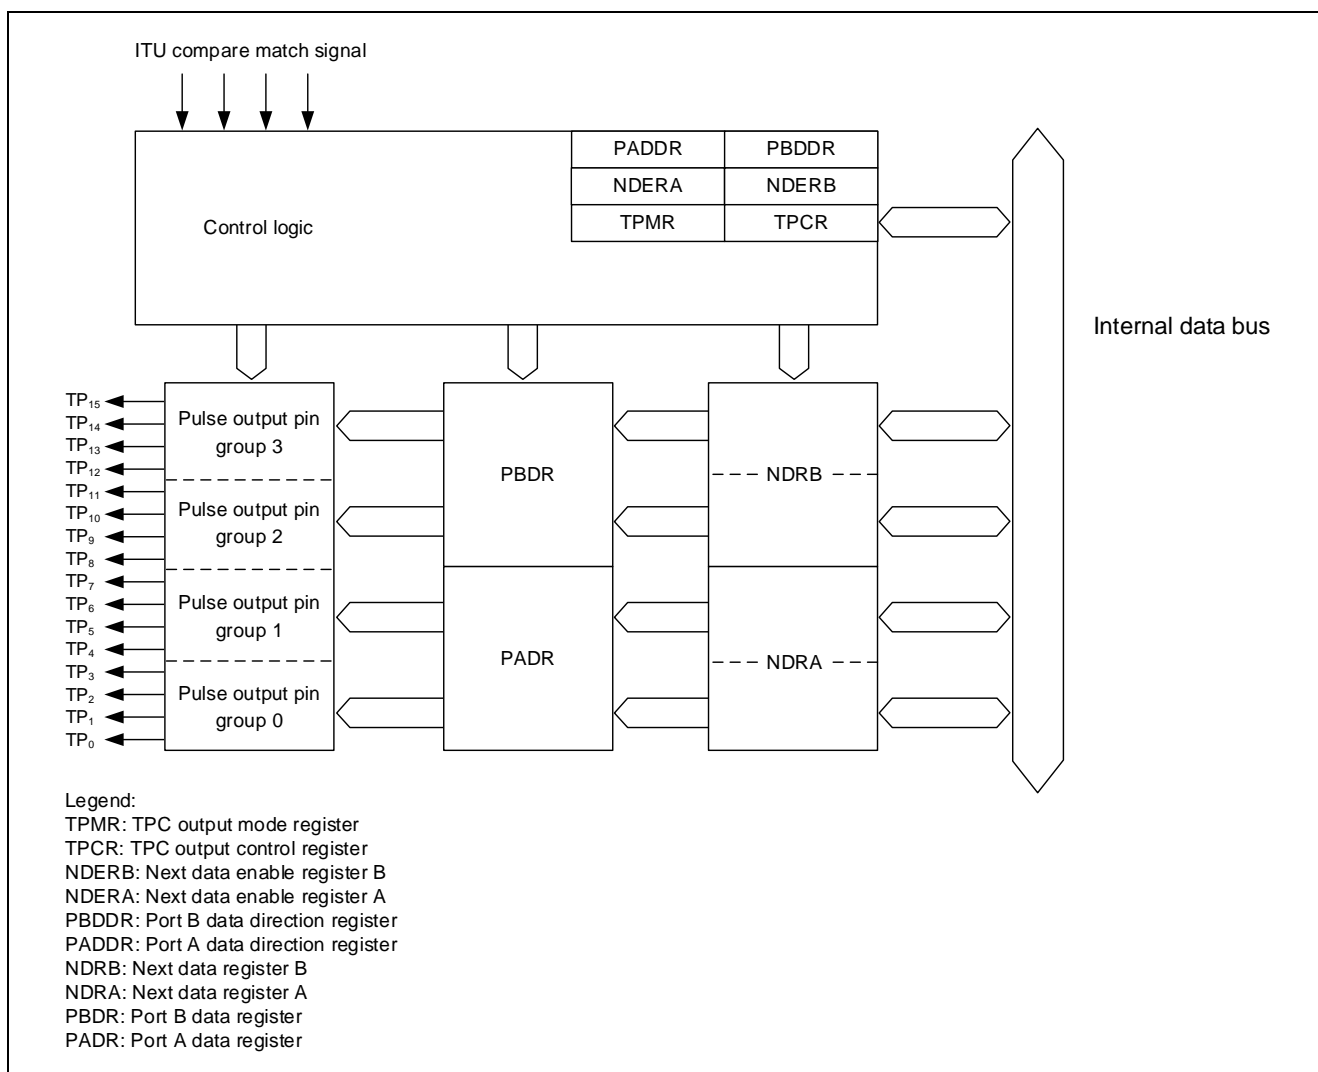 ITU compare match signal
PADDR PBDDR
NDERA NDERB
TPMR TPCR
Control logic
Internal data bus
TP15
TP14
TP13
TP12
TP11
TP10
TP9
TP8
TP7
TP6
TP5
TP4
TP3
TP2
TP1
TP0
Pulse output pin
group 3
Pulse output pin
group 2
Pulse output pin
group 1
Pulse output pin
group 0
PBDR
PADR
NDRB
NDRA
Legend:
TPMR: TPC output mode register
TPCR: TPC output control register
NDERB: Next data enable register B
NDERA: Next data enable register A
PBDDR: Port B data direction register
PADDR: Port A data direction register
NDRB: Next data register B
NDRA: Next data register A
PBDR: Port B data register
PADR: Port A data register